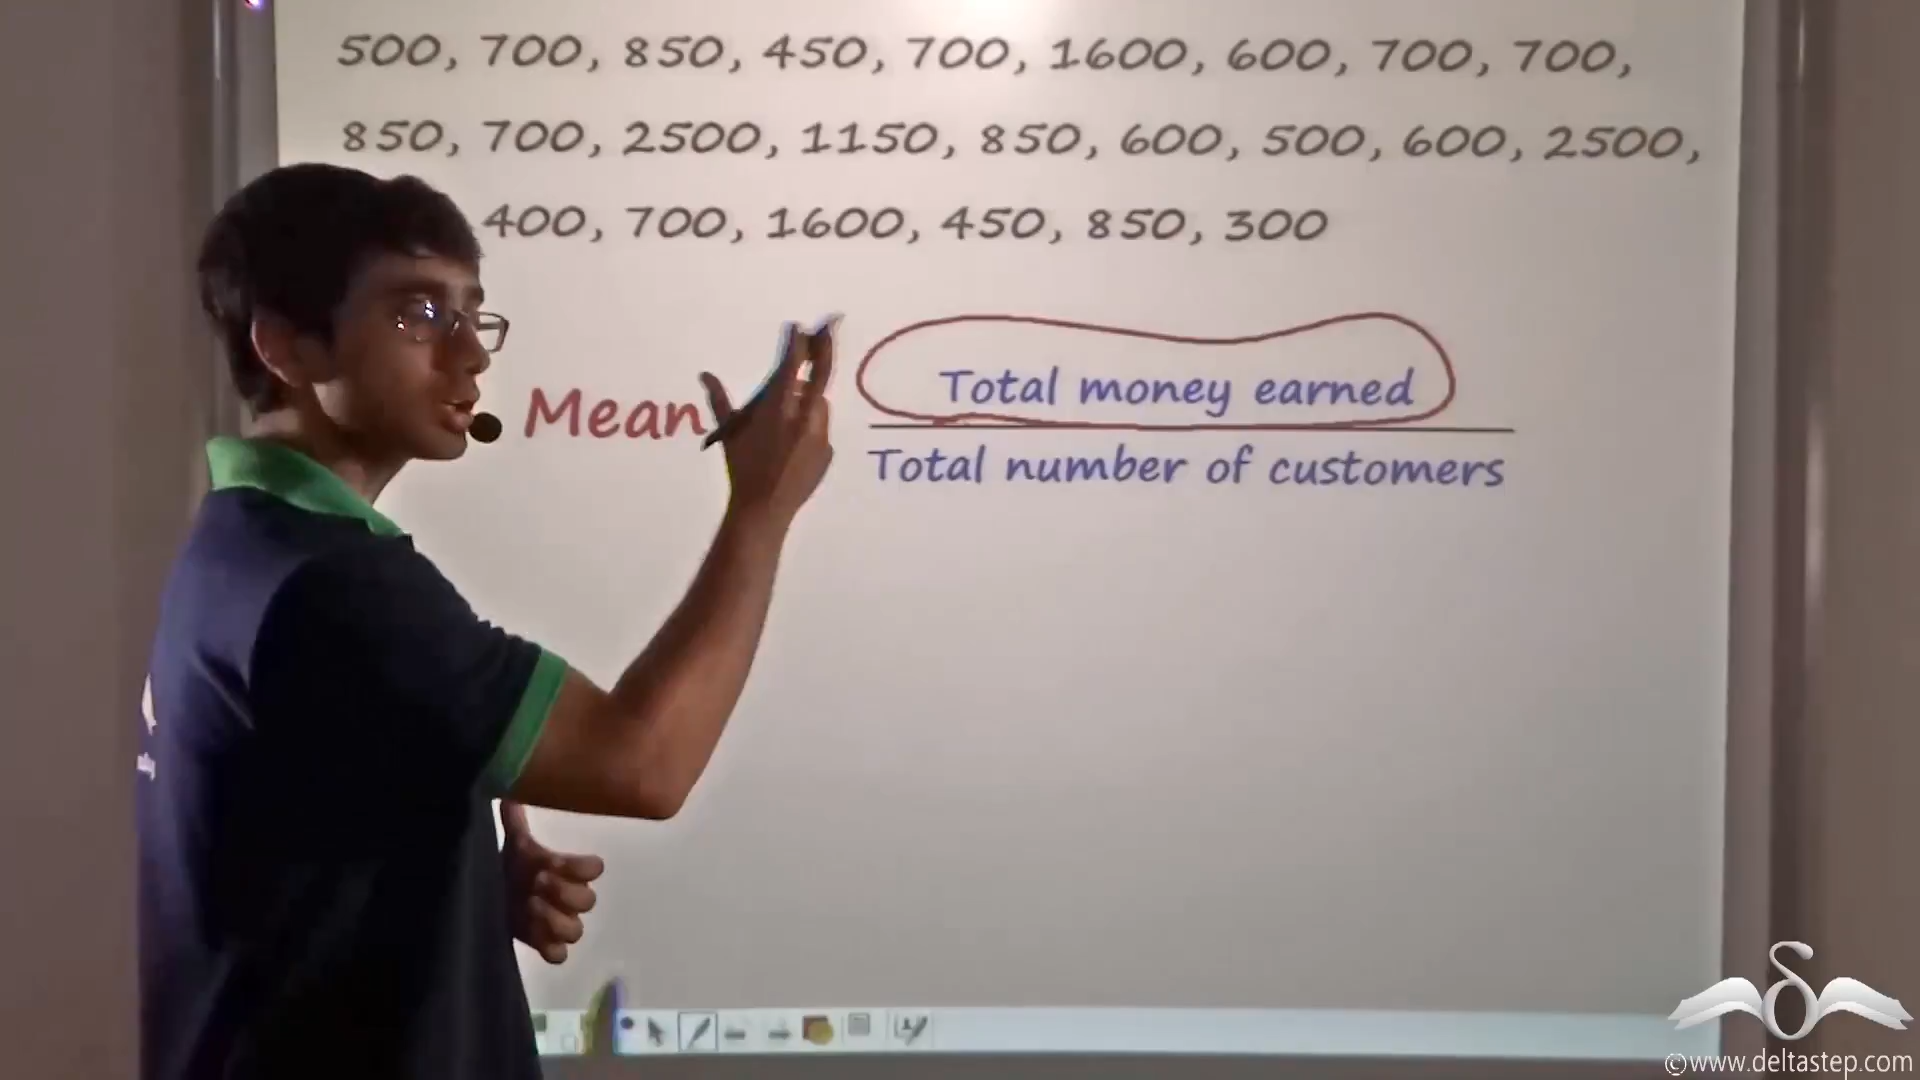 500, 700, 850, 450, 700, 1600, 600, 700, 700,
850, 700, 2500, 1150, 850, 600, 500, 600, 2500,
400, 700, 1600, 450, 850, 300
Mean
Total money earned
Total number of customers
©www.deltastep.com